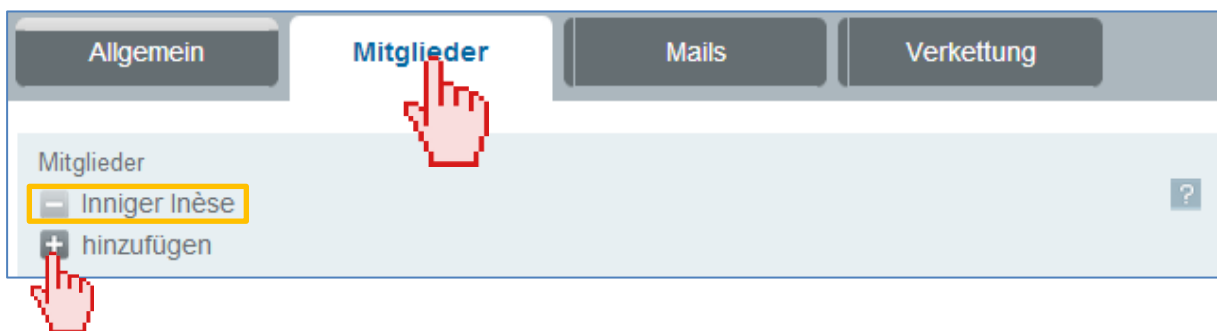 Allgemein Mitglieder Mails Verkettung
Mitglieder
Inniger Inèse
?
hinzufügen